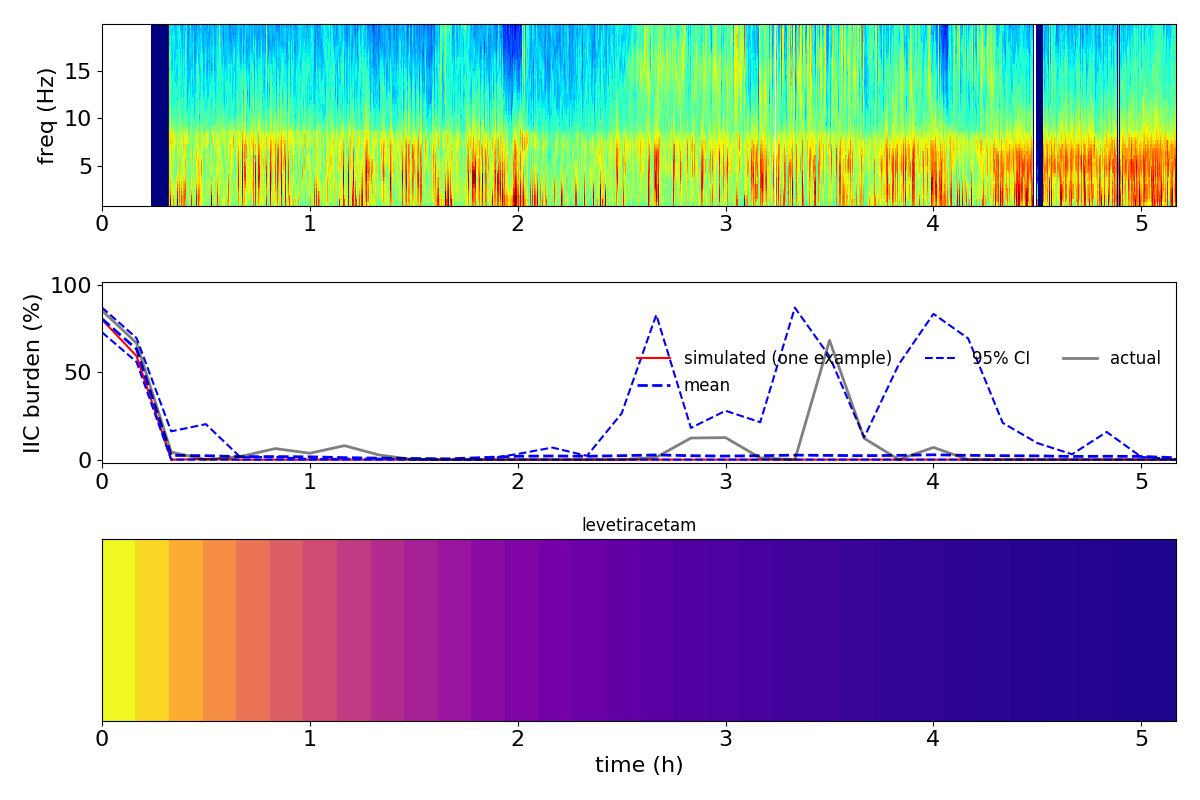 freq (Hz)
15
10
5
0 1 2 3 4 5
IIC burden (%)
100
50
0
simulated (one example) 95% CI actual
mean
0 1 2 3 4 5
levetiracetam
0 1 2 3 4 5
time (h)